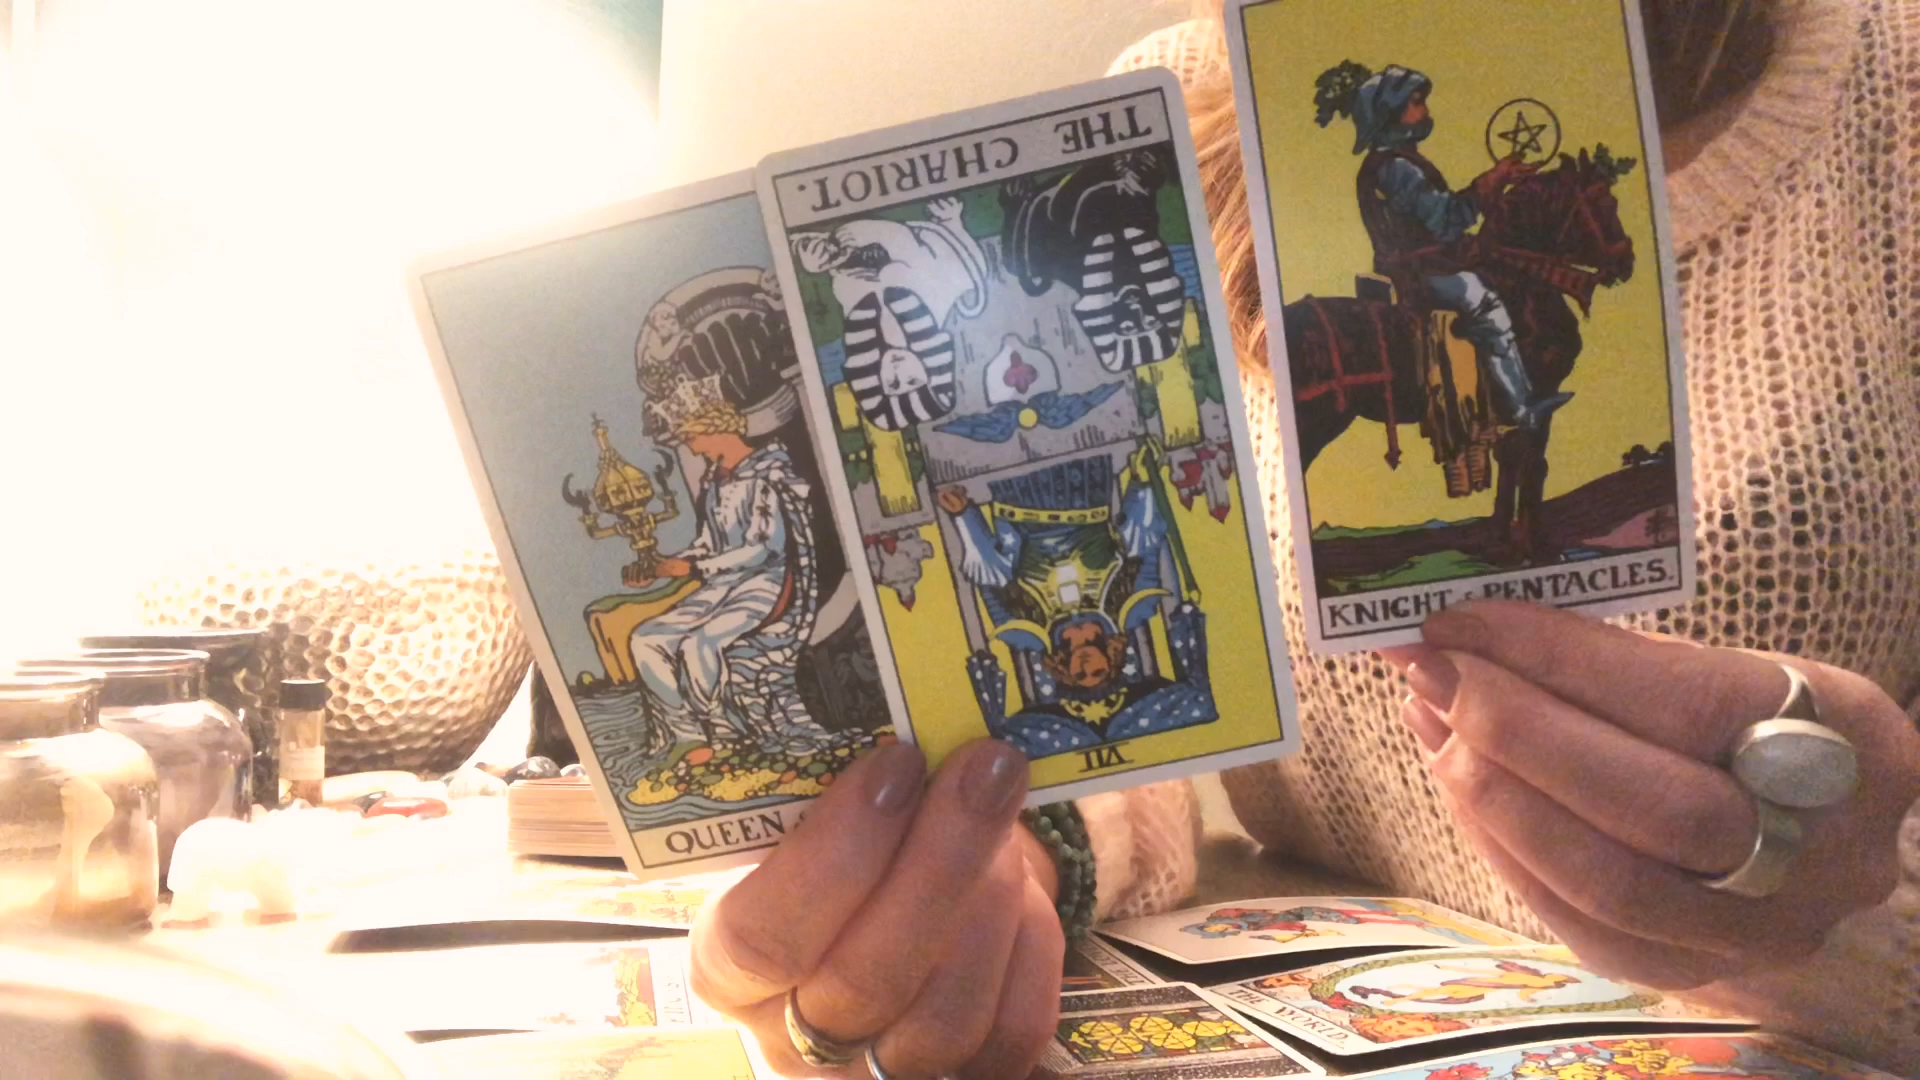 QUEEN
THE CHARIOT.
VII
KNIGHT of PENTACLES.
THE
WORLD.